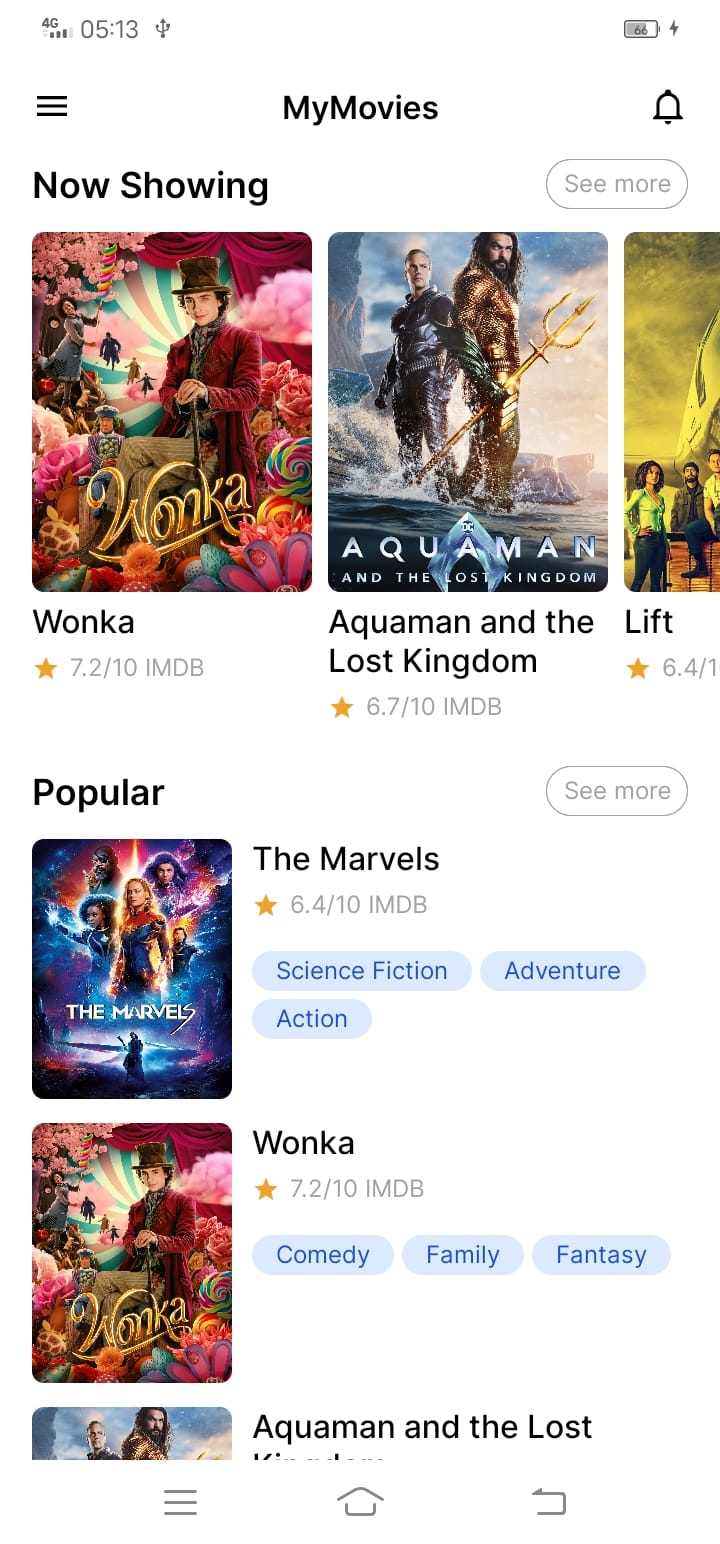 4G 05:13 66
MyMovies
Now Showing See more
Wonka
DC
AQUAMAN
AND THE LOST KINGDOM
Wonka
7.2/10 IMDB
Aquaman and the
Lost Kingdom
6.7/10 IMDB
Lift
6.4/1
Popular See more
THE MARVELS
The Marvels
6.4/10 IMDB
Science Fiction Adventure
Action
Wonka
Wonka
7.2/10 IMDB
Comedy Family Fantasy
Aquaman and the Lost
Kingdom